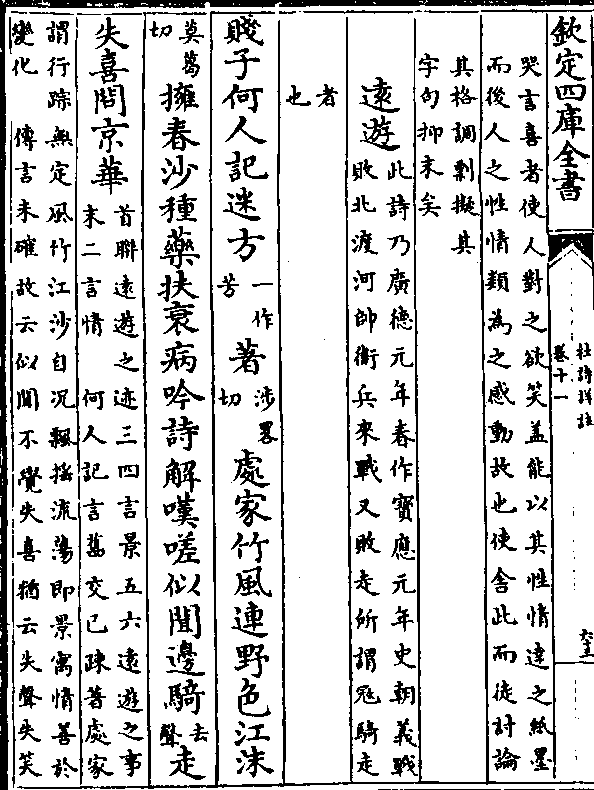 欽定四庫全書
杜詩詳註
卷十一
哭言喜者使人對之欲笑蓋能以其性情達之紙墨
而後人之性情類為之感動故也使舍此而徒討論
其格調剽擬其
字句抑末矣
遠遊 此詩乃廣德元年春作寶應元年史朝義戰
敗北渡河帥衛兵來戰又敗走所謂冦騎走
者
也
賤子何人記迷方一作芳著涉畧切處家竹風連野色江沫
莫葛切擁春沙種藥扶衰病吟詩解嘆嗟似聞邊騎去聲走
失喜問京華 首聯遠遊之迹三四言景五六遠遊之事
末二言情 何人記言舊交已疎著處家
謂行踪無定風竹江沙自況飄揺流蕩即景寓情善於
變化 傳言未確故云似聞不覺失喜猶云失聲失笑